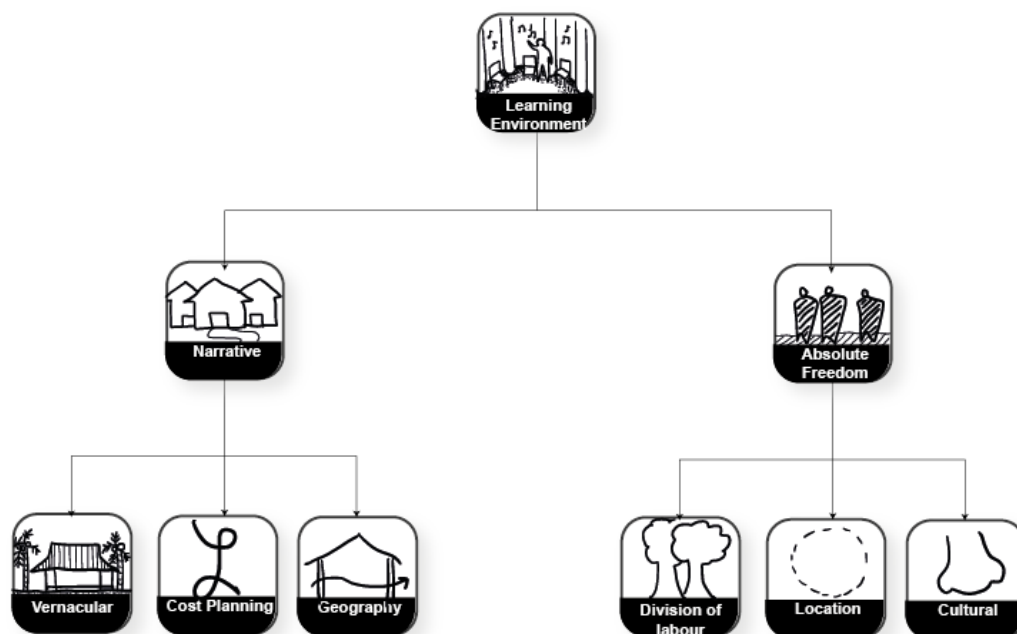 Learning
Environment
Narrative
Absolute
Freedom
Vernacular
Cost Planning
Geography
Division of
labour
Location
Cultural